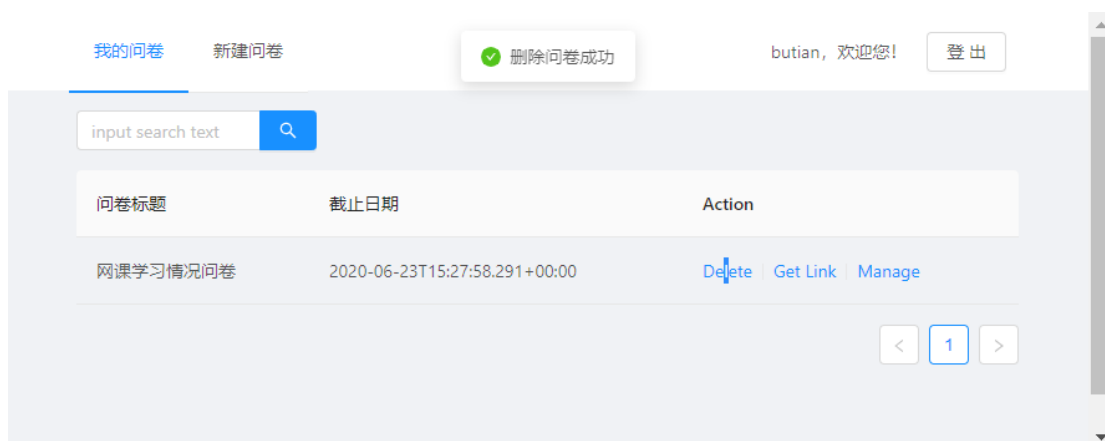 我的问卷 新建问卷 删除问卷成功 butian，欢迎您! 登 出
input search text
问卷标题 截止日期 Action
网课学习情况问卷 2020-06-23T15:27:58.291+00:00 Delete Get Link Manage
< 1 >